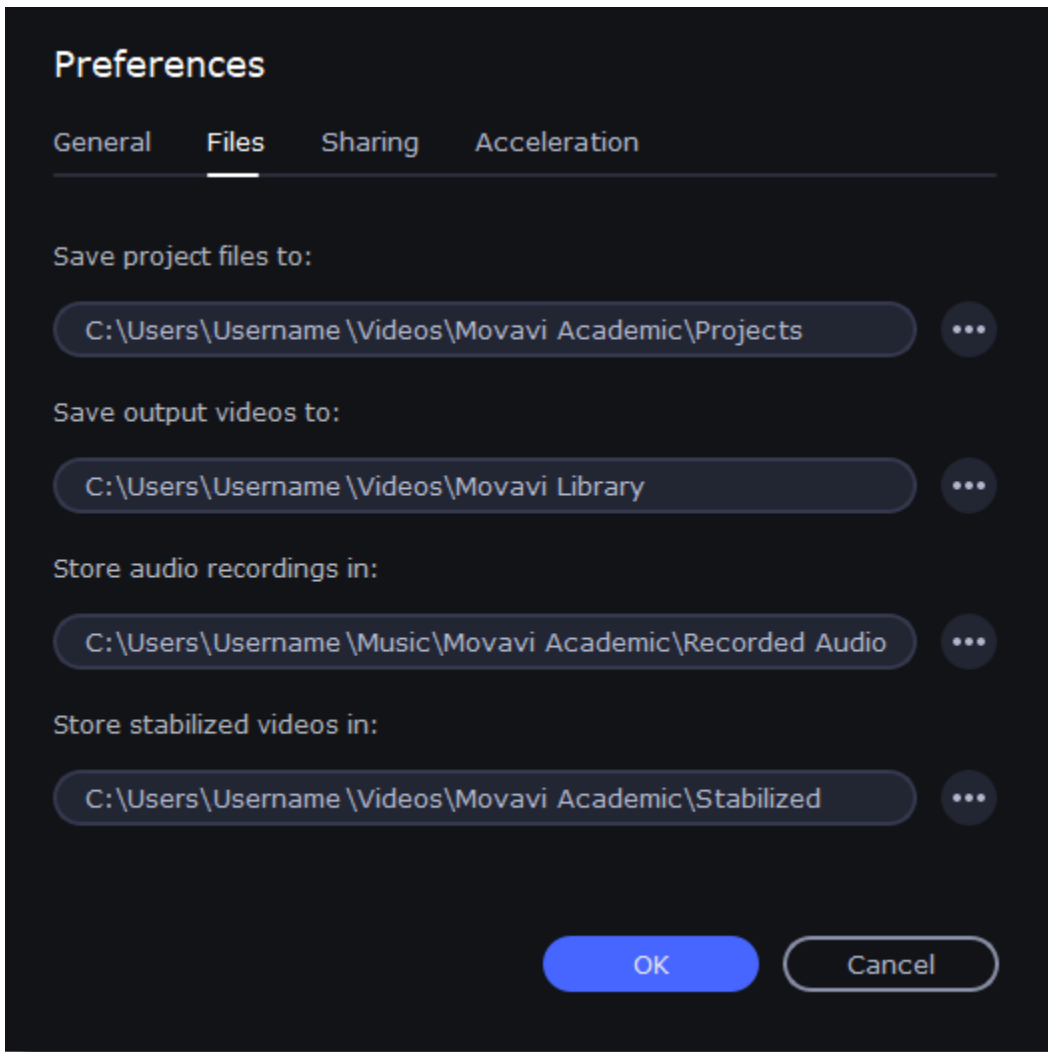 Preferences
General Files Sharing Acceleration
Save project files to:
C:\Users\Username\Videos\Movavi Academic\Projects
Save output videos to:
C:\Users\Username\Videos\Movavi Library
Store audio recordings in:
C:\Users\Username\Music\Movavi Academic\Recorded Audio
Store stabilized videos in:
C:\Users\Username\Videos\Movavi Academic\Stabilized
OK Cancel